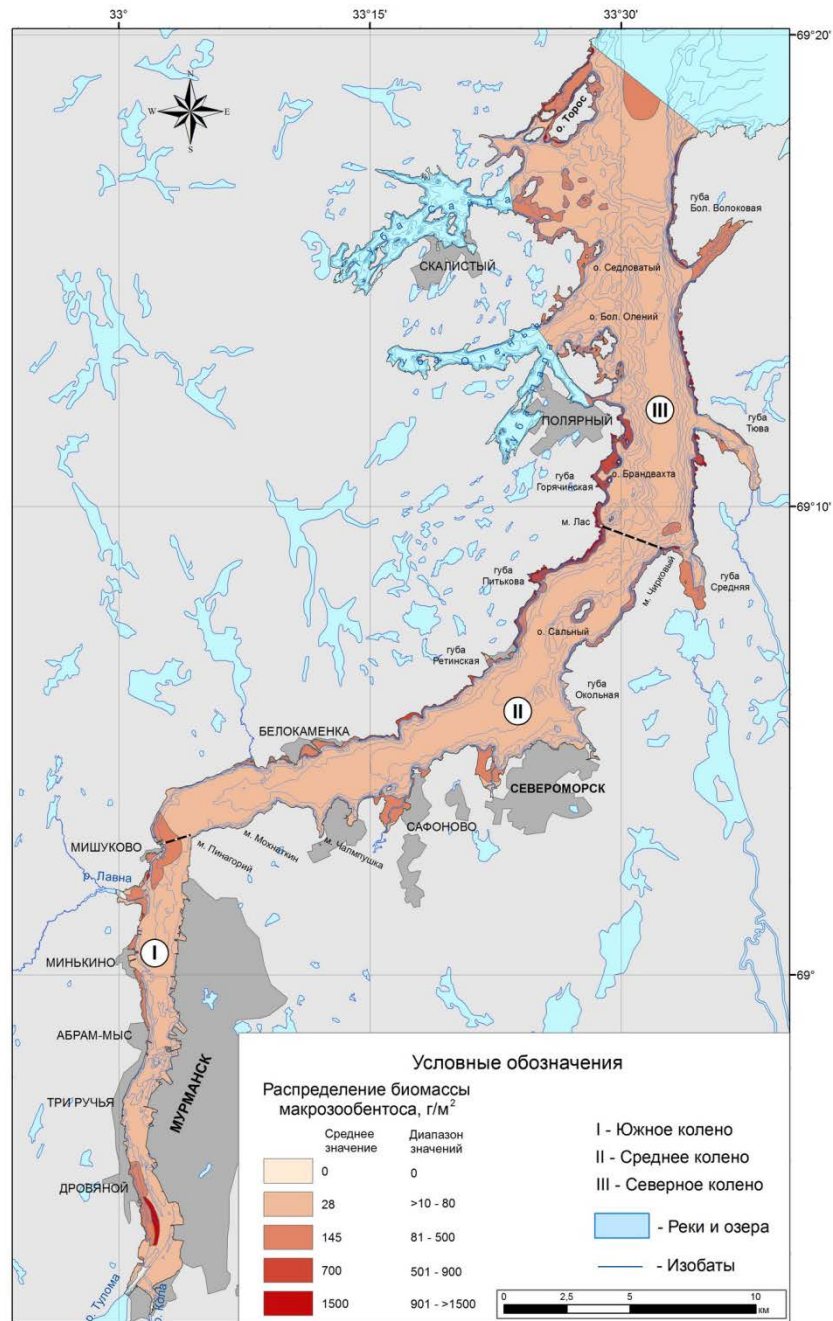 33° 33°15' 33°30'
69°20'
N
W E
S
о. Торос
губа
Бол. Волоковая
СКАЛИСТЫЙ
о. Седловатый
о. Бол. Олений
III
ПОЛЯРНЫЙ
губа
Тюва
губа
Горячинская
о. Брандвахта
69°10'
м. Лас
губа
Питькова
м. Чирковый
губа
Средняя
о. Сальный
губа
Ретинская
губа
Окольная
II
БЕЛОКАМЕНКА
СЕВЕРОМОРСК
САФОНОВО
МИШУКОВО
м. Пинагорий
м. Мохнаткин
м. Чалмпушка
р. Лавна
I
МИНЬКИНО
69°
АБРАМ-МЫС
МУРМАНСК
ТРИ РУЧЬЯ
ДРОВЯНОЙ
р. Тулома
р. Кола
Условные обозначения
Распределение биомассы
макрозообентоса, г/м²
Среднее
значение
Диапазон
значений
0 0
28 >10 - 80
145 81 - 500
700 501 - 900
1500 901 - >1500
I - Южное колено
II - Среднее колено
III - Северное колено
- Реки и озера
- Изобаты
0 2,5 5 10
км